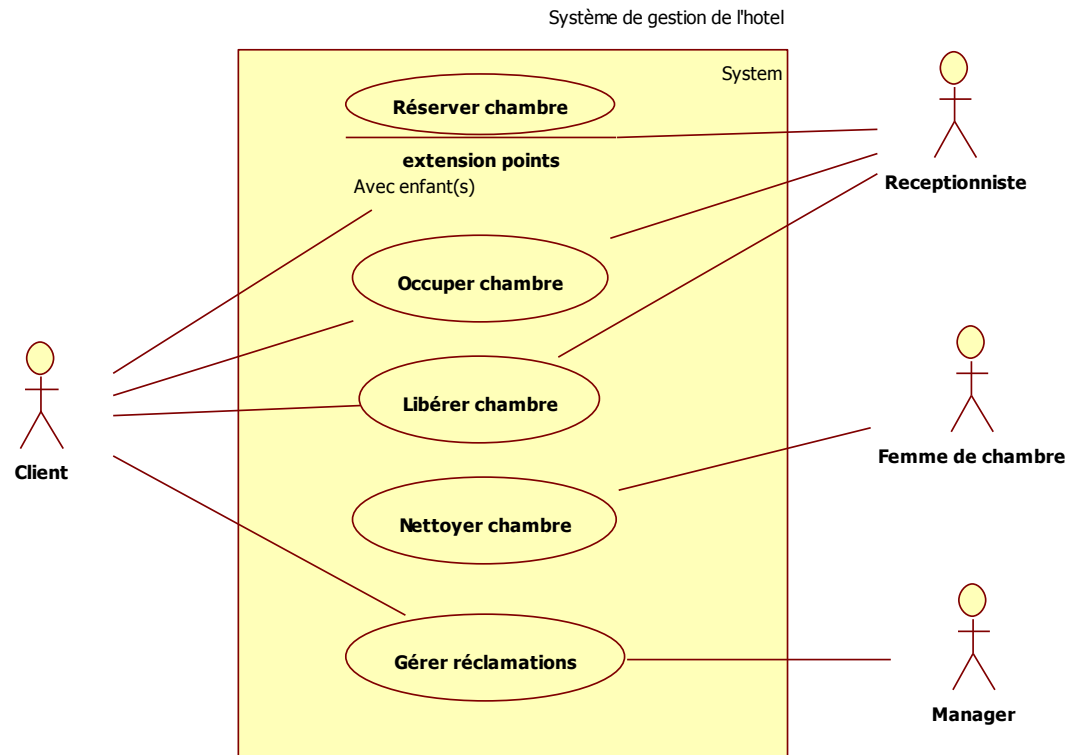 Système de gestion de l'hotel
System
Réserver chambre
extension points
Avec enfant(s)
Receptionniste
Occuper chambre
Libérer chambre
Client
Femme de chambre
Nettoyer chambre
Gérer réclamations
Manager